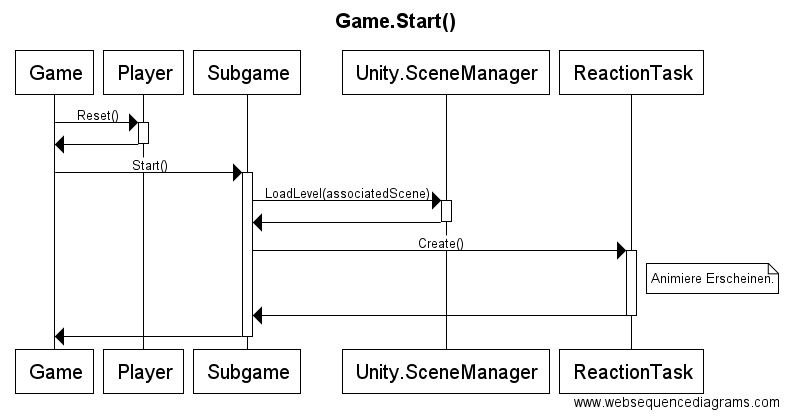 Game.Start()
Game
Player
Subgame
Unity.SceneManager
ReactionTask
Reset()
Start()
LoadLevel(associatedScene)
Create()
Animiere Erscheinen.
Game
Player
Subgame
Unity.SceneManager
ReactionTask
www.websequencediagrams.com